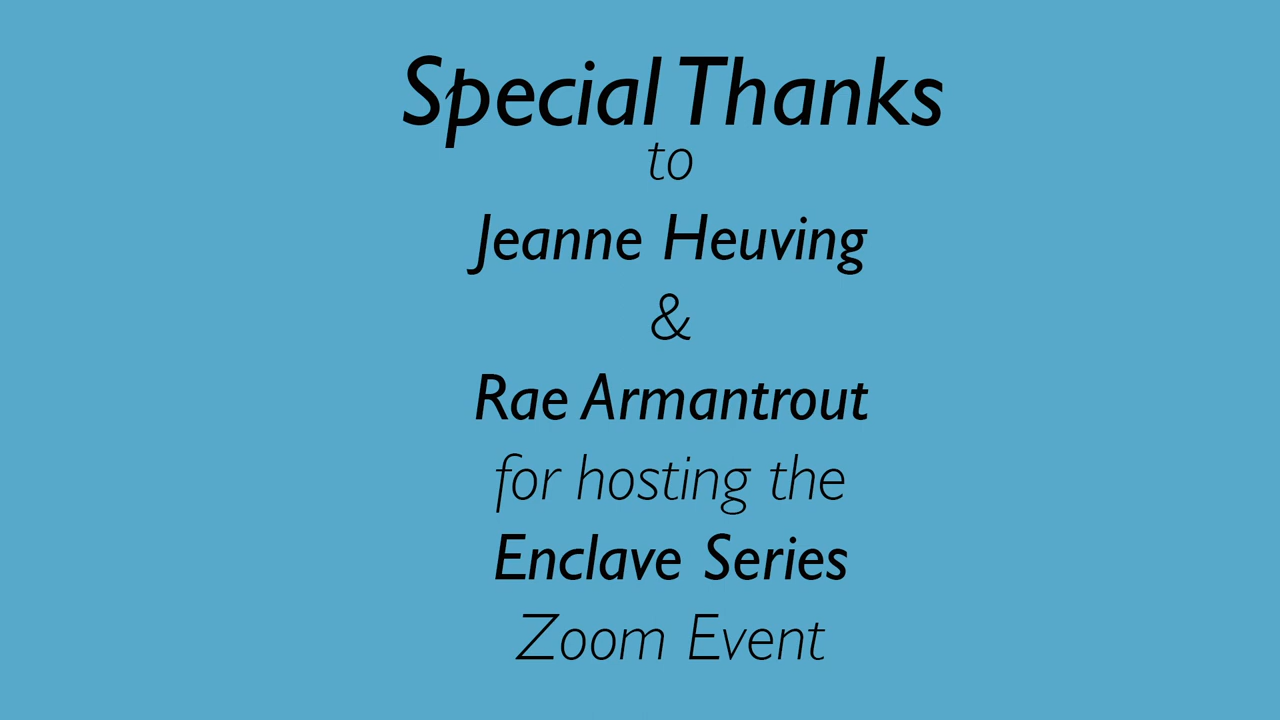 Special Thanks
to
Jeanne Heuving
&
Rae Armantrout
for hosting the
Enclave Series
Zoom Event